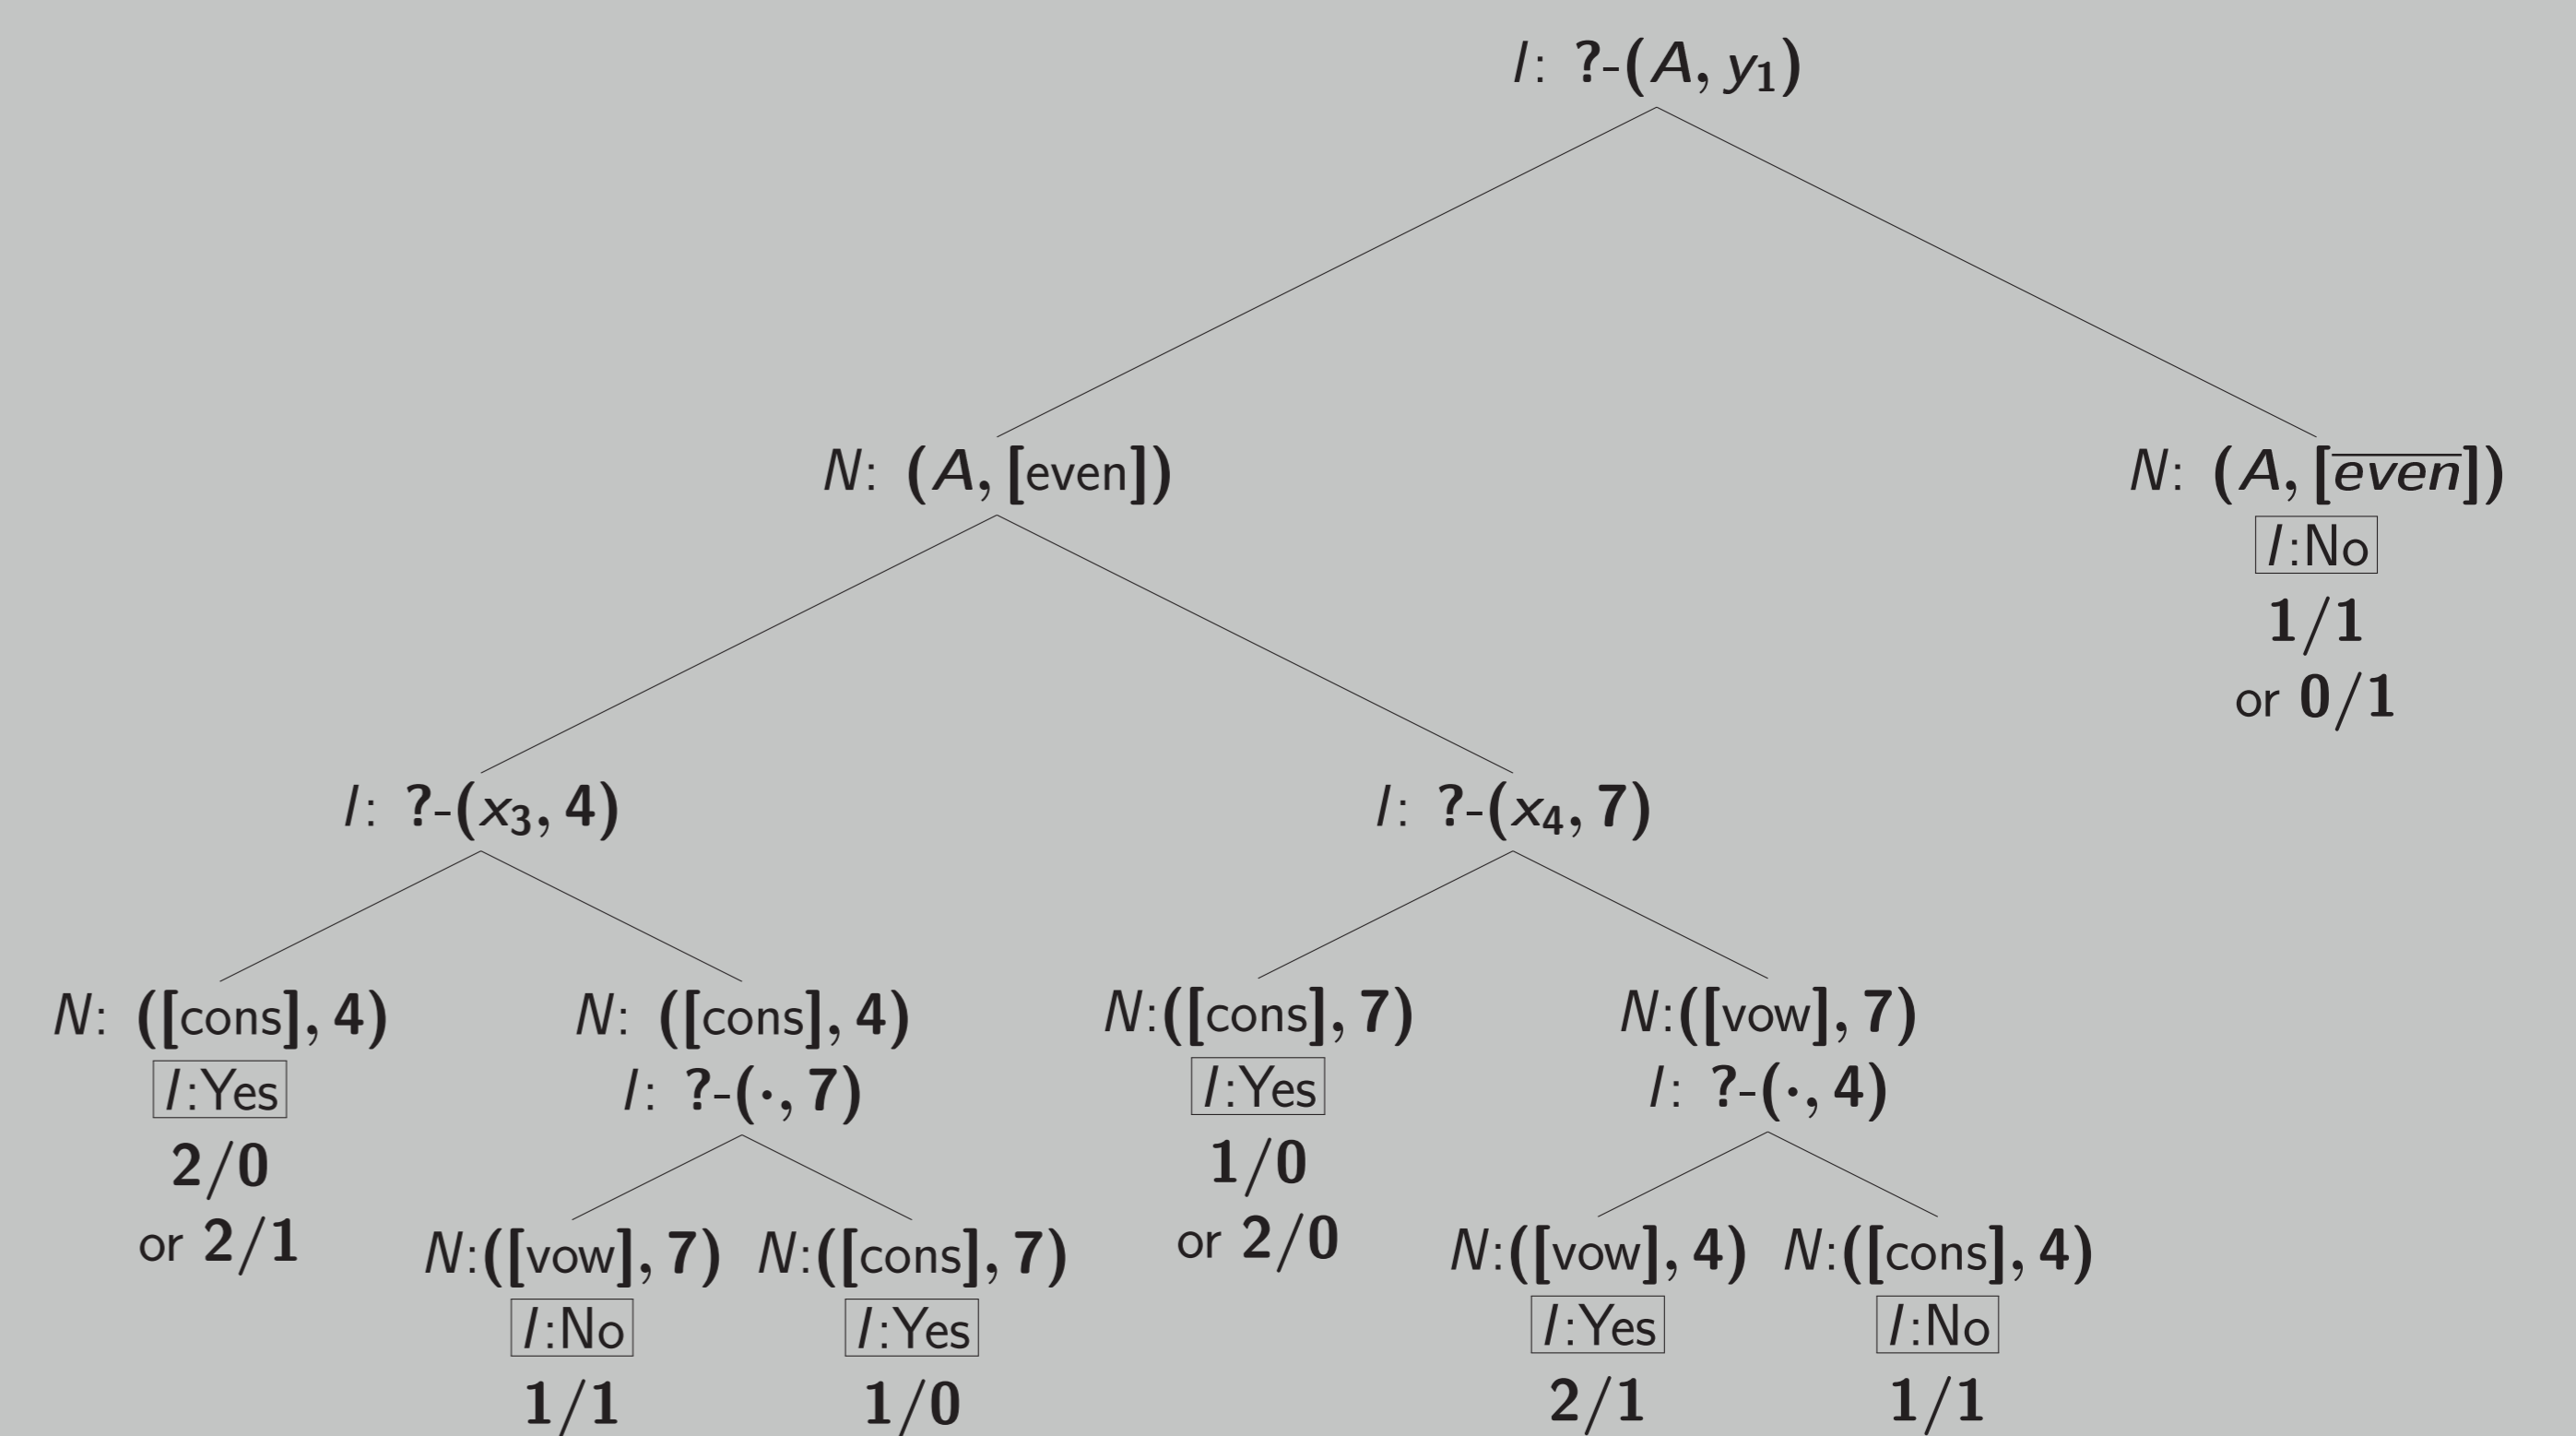 I: ?-(A, y₁)
N: (A, [even])
N: (A, [e̅v̅e̅n̅])
I:No
1/1
or 0/1
I: ?-(x₃, 4)
I: ?-(x₄, 7)
N: ([cons], 4)
I:Yes
2/0
or 2/1
N: ([cons], 4)
I: ?-(·, 7)
N:([vow], 7)
I:No
1/1
N:([cons], 7)
I:Yes
1/0
N:([cons], 7)
I:Yes
1/0
or 2/0
N:([vow], 7)
I: ?-(·, 4)
N:([vow], 4)
I:Yes
2/1
N:([cons], 4)
I:No
1/1